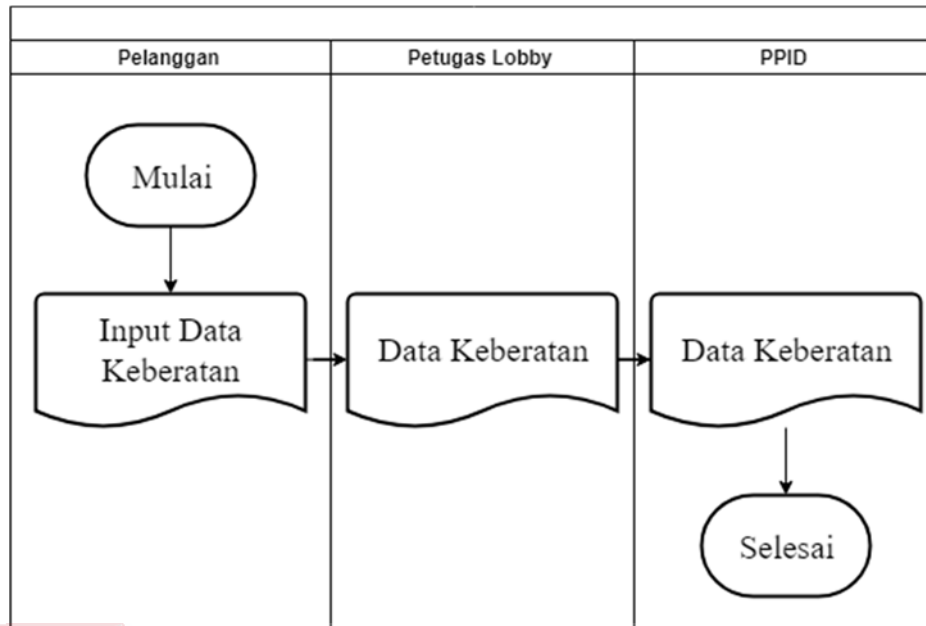 Pelanggan
Petugas Lobby
PPID
Mulai
Input Data
Keberatan
Data Keberatan
Data Keberatan
Selesai